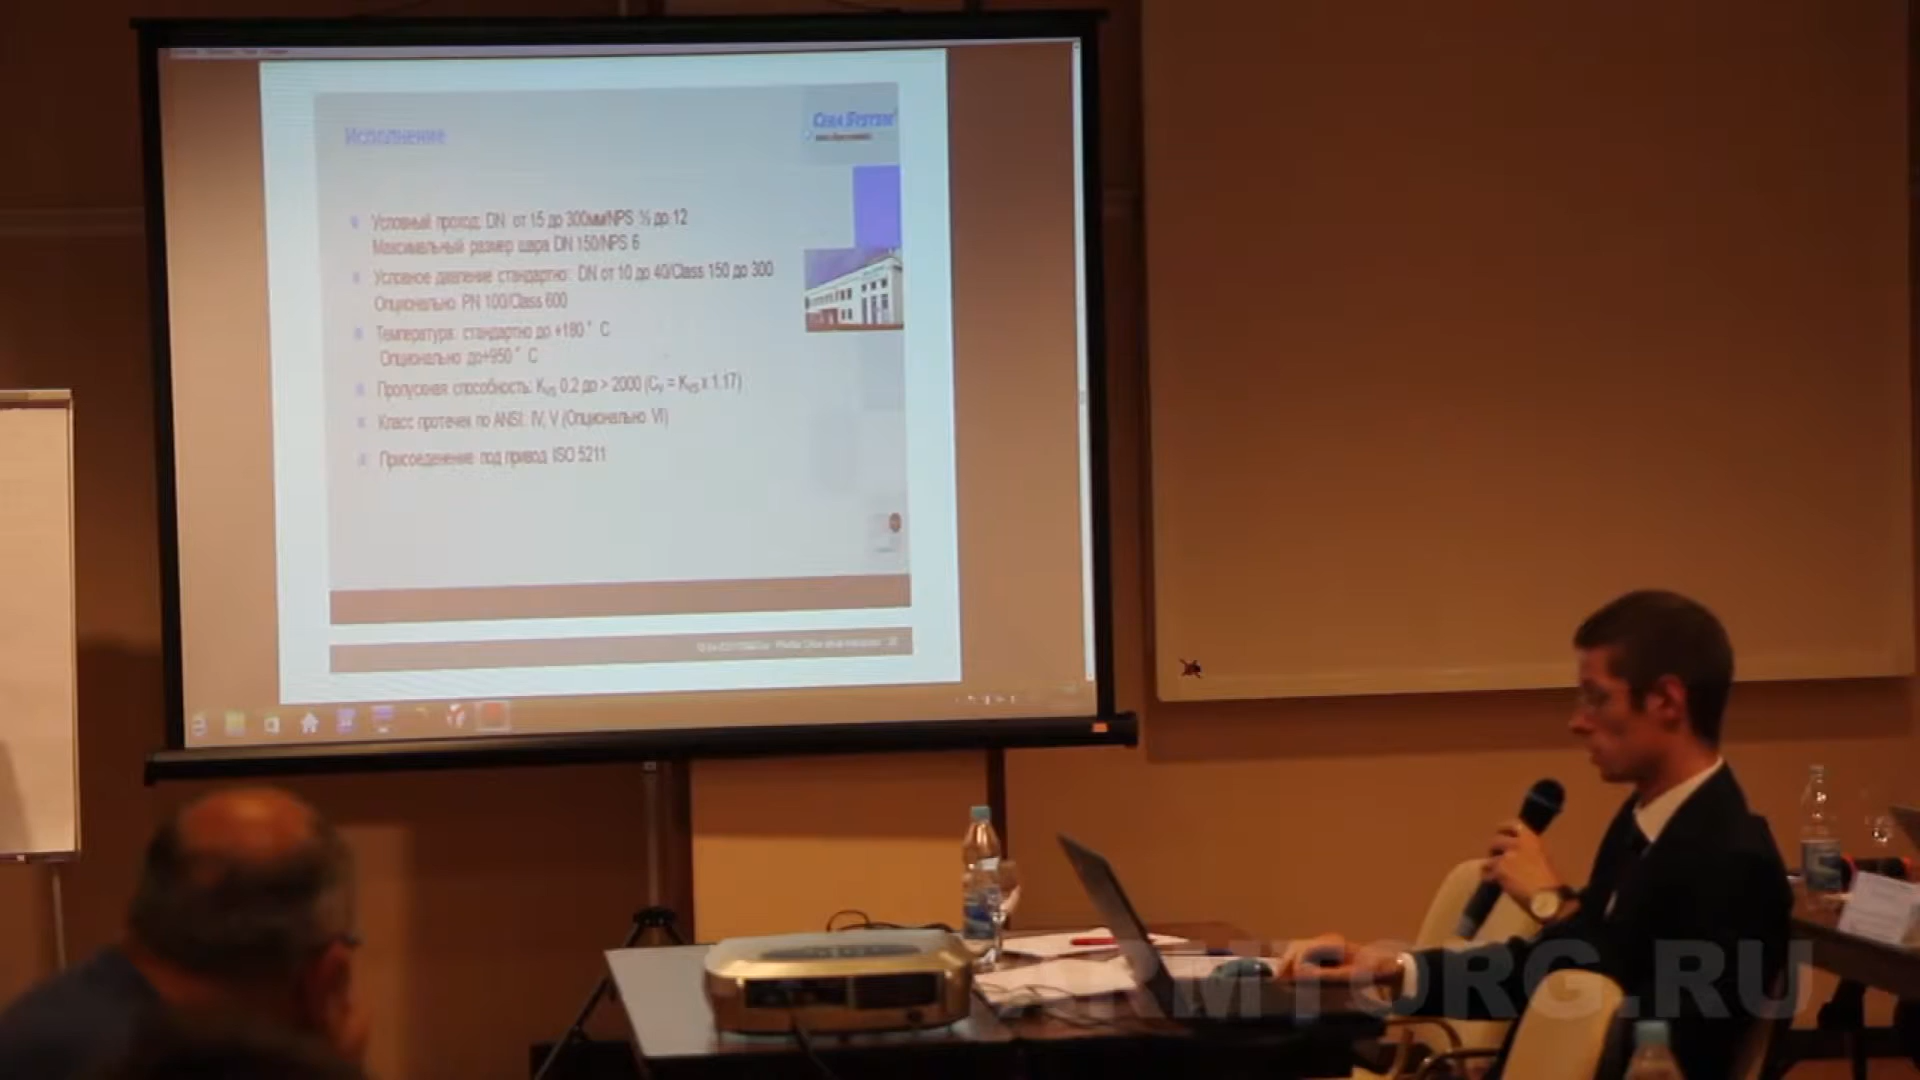 Исполнение
CERA SYSTEM
Условный проход: DN от 15 до 300мм/NPS ½ до 12
Максимальный размер шара DN 150/NPS 6
Условное давление стандартно: DN от 10 до 40/Class 150 до 300
Опционально PN 100/Class 600
Температура: стандартно до +180° C
Опционально до+950° C
Пропускная способность: Kvs 0.2 до > 2000 (Cv = Kvs x 1.17)
Класс протечек по ANSI: IV, V (Опционально VI)
Присоеденение под привод ISO 5211
ARMTORG.RU